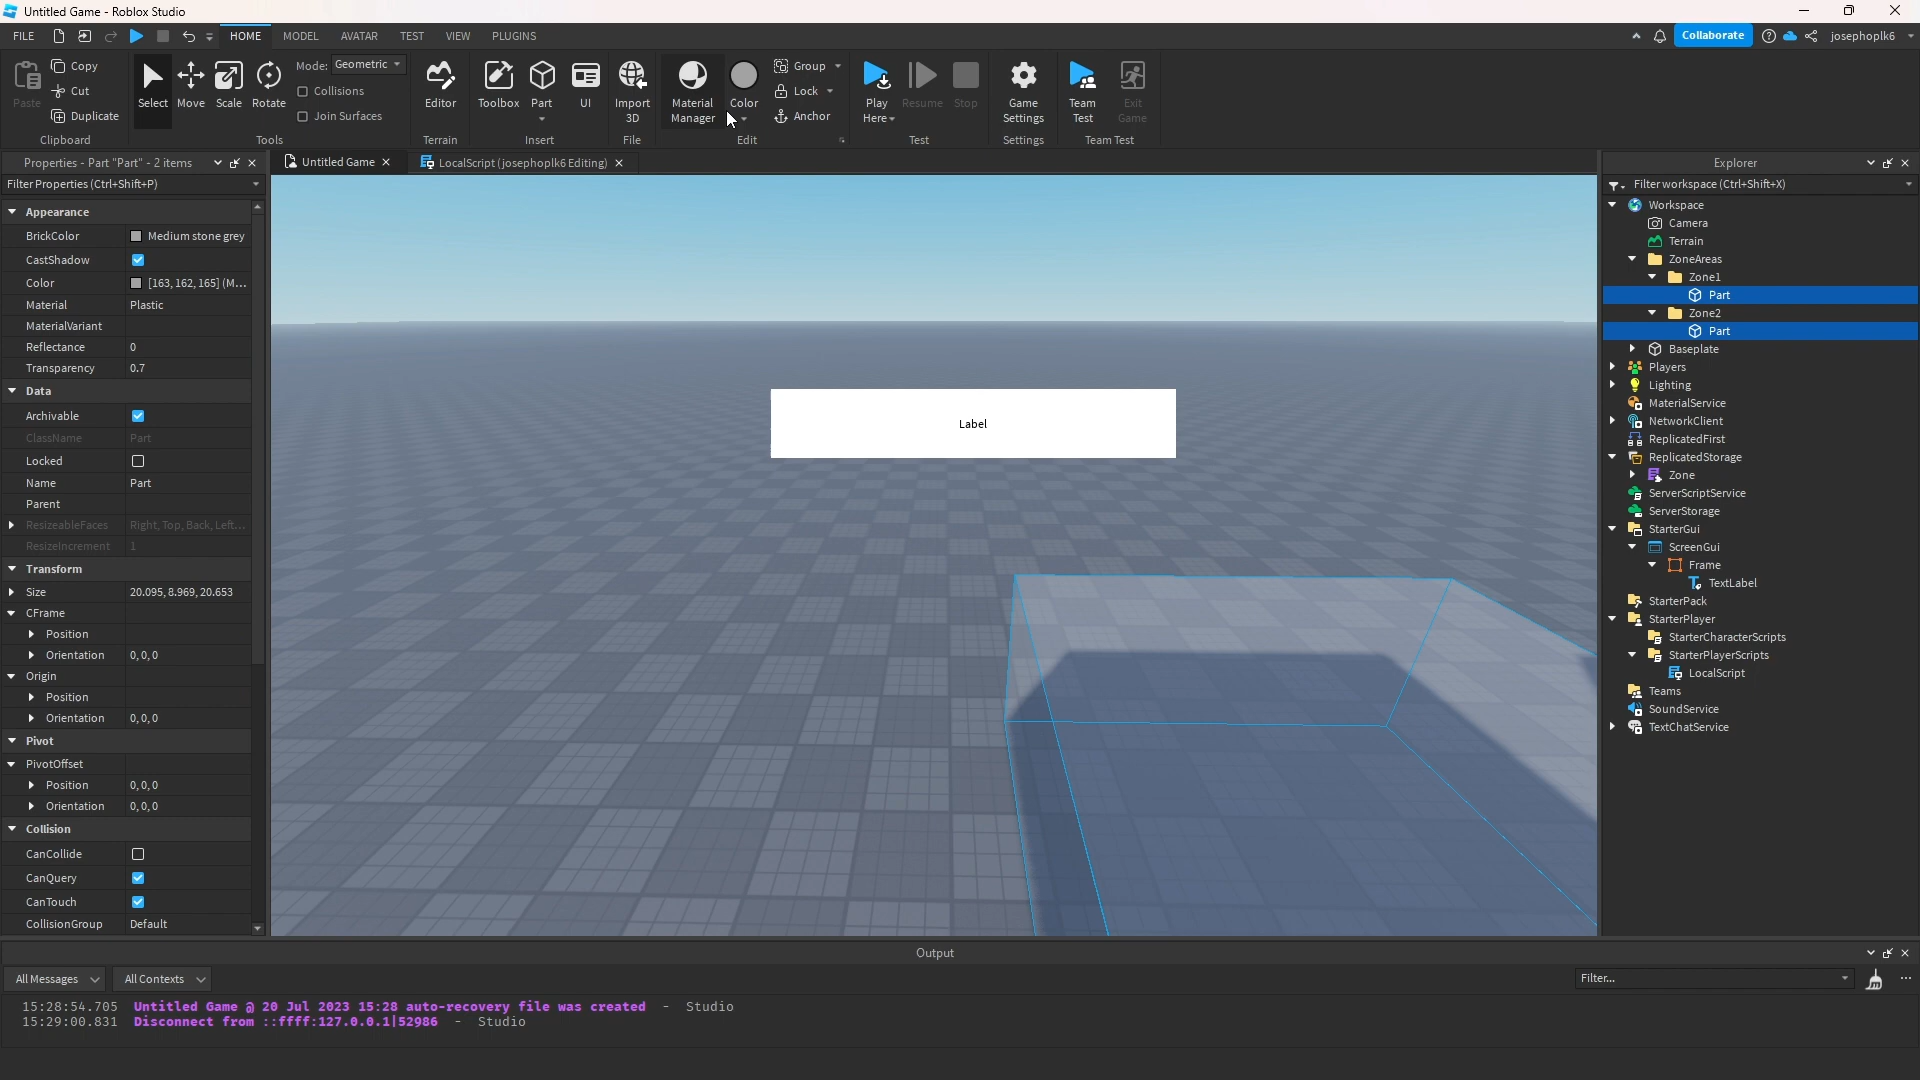 Untitled Game - Roblox Studio
FILE HOME MODEL AVATAR TEST VIEW PLUGINS Collaborate josephoplk6
Paste Copy Cut Duplicate
Clipboard
Select Move Scale Rotate Mode: Geometric Collisions Join Surfaces
Tools
Editor
Terrain
Toolbox Part UI
Insert
Import 3D
File
Material Manager Color Group Lock Anchor
Edit
Play Here Resume Stop
Test
Game Settings
Settings
Team Test Exit Game
Team Test
Properties - Part "Part" - 2 items
Filter Properties (Ctrl+Shift+P)
Appearance
BrickColor Medium stone grey
CastShadow
Color [163, 162, 165] (M...
Material Plastic
MaterialVariant
Reflectance 0
Transparency 0.7
Data
Archivable
ClassName Part
Locked
Name Part
Parent
ResizeableFaces Right, Top, Back, Left...
ResizeIncrement 1
Transform
Size 20.095, 8.969, 20.653
CFrame
Position
Orientation 0, 0, 0
Origin
Position
Orientation 0, 0, 0
Pivot
PivotOffset
Position 0, 0, 0
Orientation 0, 0, 0
Collision
CanCollide
CanQuery
CanTouch
CollisionGroup Default
Untitled Game LocalScript (josephoplk6 Editing)
Label
Explorer
Filter workspace (Ctrl+Shift+X)
Workspace
Camera
Terrain
ZoneAreas
Zone1
Part
Zone2
Part
Baseplate
Players
Lighting
MaterialService
NetworkClient
ReplicatedFirst
ReplicatedStorage
Zone
ServerScriptService
ServerStorage
StarterGui
ScreenGui
Frame
TextLabel
StarterPack
StarterPlayer
StarterCharacterScripts
StarterPlayerScripts
LocalScript
Teams
SoundService
TextChatService
Output
All Messages All Contexts Filter...
15:28:54.705 Untitled Game @ 20 Jul 2023 15:28 auto-recovery file was created - Studio
15:29:00.831 Disconnect from ::ffff:127.0.0.1|52986 - Studio